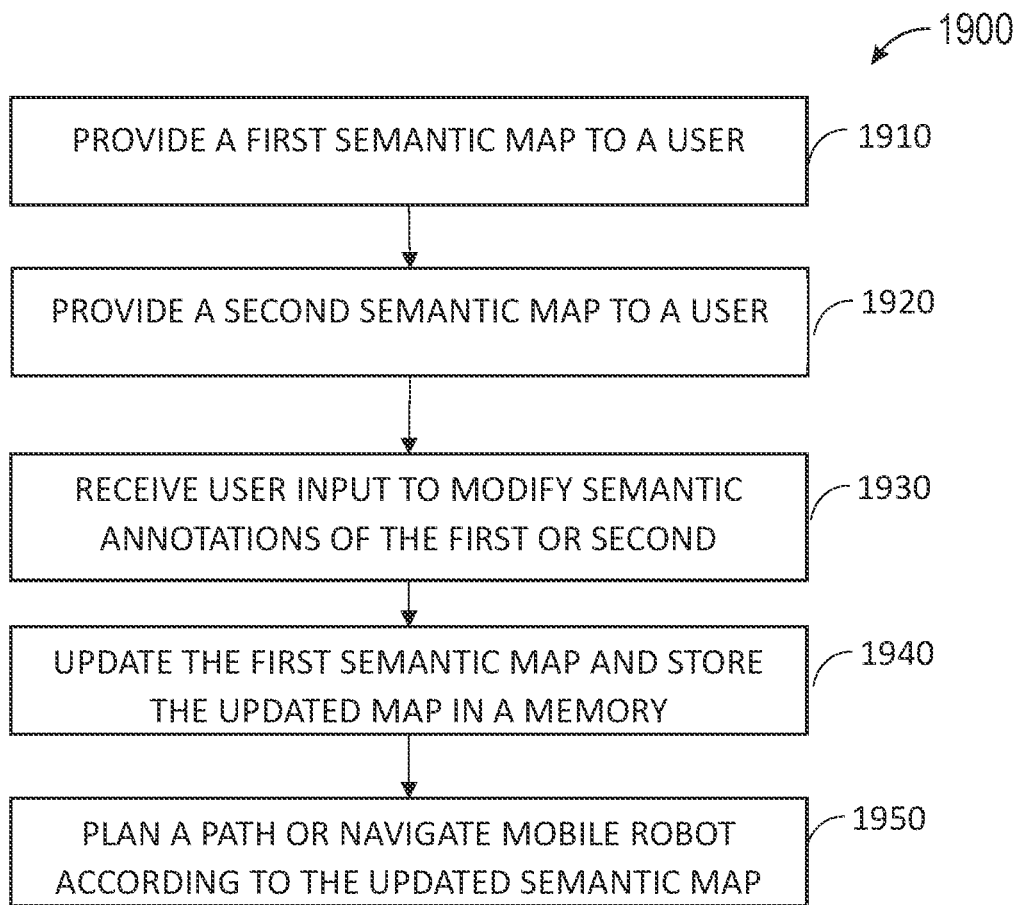 1900
PROVIDE A FIRST SEMANTIC MAP TO A USER
1910
PROVIDE A SECOND SEMANTIC MAP TO A USER
1920
RECEIVE USER INPUT TO MODIFY SEMANTIC
ANNOTATIONS OF THE FIRST OR SECOND
1930
UPDATE THE FIRST SEMANTIC MAP AND STORE
THE UPDATED MAP IN A MEMORY
1940
PLAN A PATH OR NAVIGATE MOBILE ROBOT
ACCORDING TO THE UPDATED SEMANTIC MAP
1950